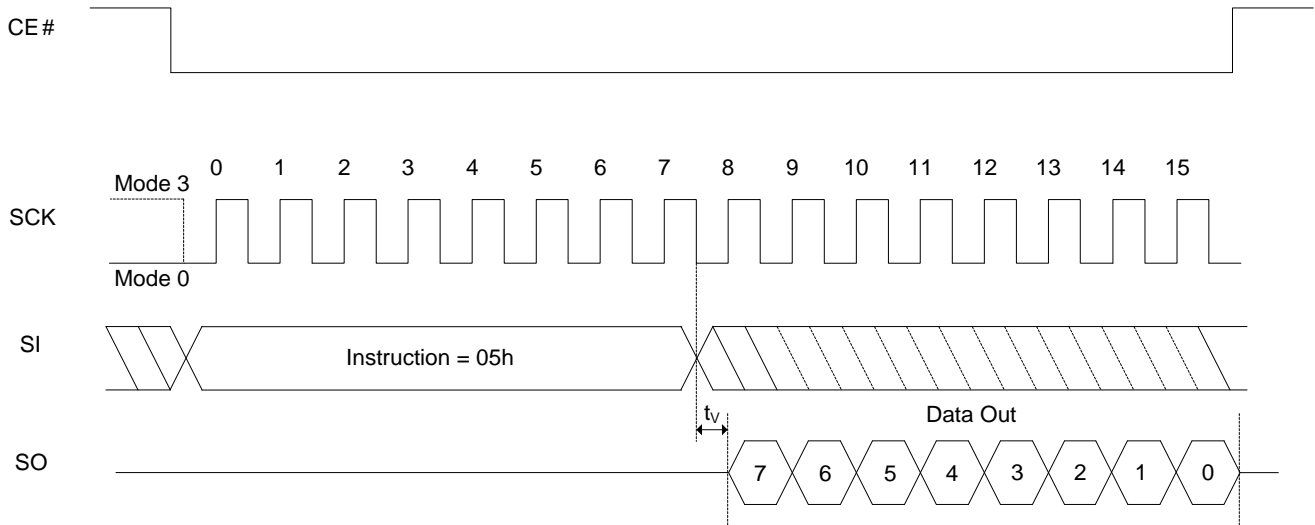 CE#
0 1 2 3 4 5 6 7 8 9 10 11 12 13 14 15
Mode 3
SCK
Mode 0
SI
Instruction = 05h
tV
Data Out
SO
7 6 5 4 3 2 1 0